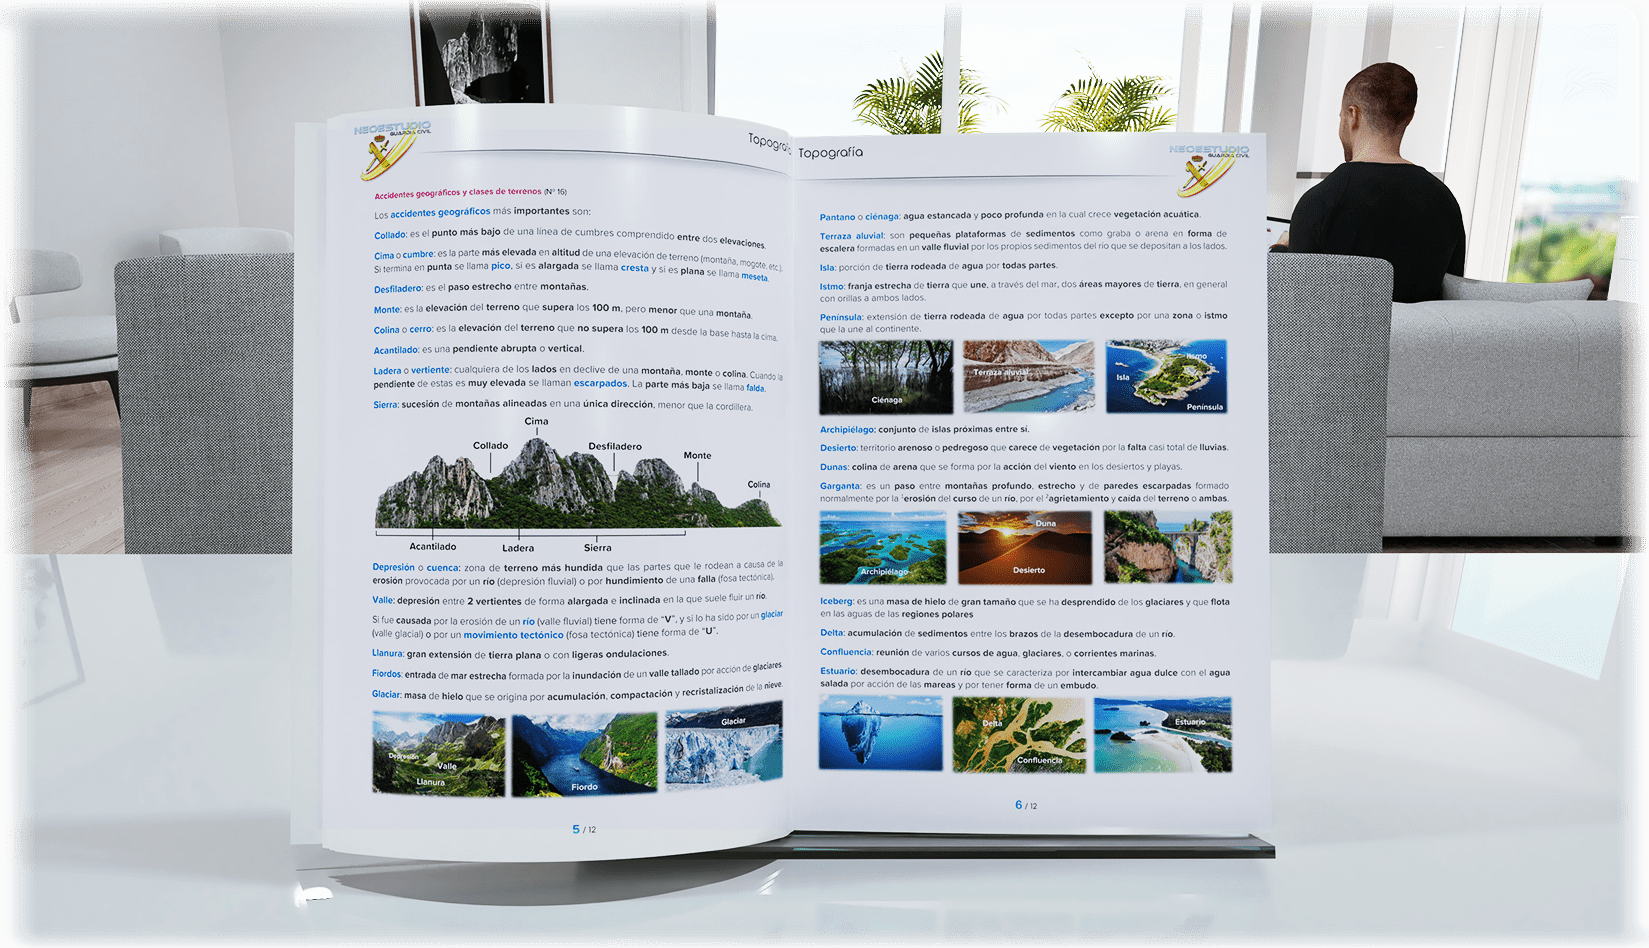 NEOESTUDIO
GUARDIA CIVIL
Topografía
Accidentes geográficos y clases de terrenos (Nº 16)
Los accidentes geográficos más importantes son:
Collado: es el punto más bajo de una línea de cumbres comprendido entre dos elevaciones.
Cima o cumbre: es la parte más elevada en altitud de una elevación de terreno (montaña, mogote, etc.).
Si termina en punta se llama pico, si es alargada se llama cresta y si es plana se llama meseta.
Desfiladero: es el paso estrecho entre montañas.
Monte: es la elevación del terreno que supera los 100 m, pero menor que una montaña.
Colina o cerro: es la elevación del terreno que no supera los 100 m desde la base hasta la cima.
Acantilado: es una pendiente abrupta o vertical.
Ladera o vertiente: cualquiera de los lados en declive de una montaña, monte o colina. Cuando la
pendiente de estas es muy elevada se llaman escarpados. La parte más baja se llama falda.
Sierra: sucesión de montañas alineadas en una única dirección, menor que la cordillera.
Cima
Collado
Desfiladero
Monte
Colina
Acantilado
Ladera
Sierra
Depresión o cuenca: zona de terreno más hundida que las partes que le rodean a causa de la
erosión provocada por un río (depresión fluvial) o por hundimiento de una falla (fosa tectónica).
Valle: depresión entre 2 vertientes de forma alargada e inclinada en la que suele fluir un río.
Si fue causada por la erosión de un río (valle fluvial) tiene forma de “V”, y si lo ha sido por un glaciar
(valle glacial) o por un movimiento tectónico (fosa tectónica) tiene forma de “U”.
Llanura: gran extensión de tierra plana o con ligeras ondulaciones.
Fiordos: entrada de mar estrecha formada por la inundación de un valle tallado por acción de glaciares.
Glaciar: masa de hielo que se origina por acumulación, compactación y recristalización de la nieve.
Depresión
Valle
Llanura
Fiordo
Glaciar
5 / 12
Topografía
NEOESTUDIO
GUARDIA CIVIL
Pantano o ciénaga: agua estancada y poco profunda en la cual crece vegetación acuática.
Terraza aluvial: son pequeñas plataformas de sedimentos como graba o arena en forma de
escalera formadas en un valle fluvial por los propios sedimentos del río que se depositan a los lados.
Isla: porción de tierra rodeada de agua por todas partes.
Istmo: franja estrecha de tierra que une, a través del mar, dos áreas mayores de tierra, en general
con orillas a ambos lados.
Península: extensión de tierra rodeada de agua por todas partes excepto por una zona o istmo
que la une al continente.
Ciénaga
Terraza aluvial
Istmo
Isla
Península
Archipiélago: conjunto de islas próximas entre sí.
Desierto: territorio arenoso o pedregoso que carece de vegetación por la falta casi total de lluvias.
Dunas: colina de arena que se forma por la acción del viento en los desiertos y playas.
Garganta: es un paso entre montañas profundo, estrecho y de paredes escarpadas formado
normalmente por la ¹erosión del curso de un río, por el ²agrietamiento y caída del terreno o ambas.
Archipiélago
Duna
Desierto
Iceberg: es una masa de hielo de gran tamaño que se ha desprendido de los glaciares y que flota
en las aguas de las regiones polares
Delta: acumulación de sedimentos entre los brazos de la desembocadura de un río.
Confluencia: reunión de varios cursos de agua, glaciares, o corrientes marinas.
Estuario: desembocadura de un río que se caracteriza por intercambiar agua dulce con el agua
salada por acción de las mareas y por tener forma de un embudo.
Delta
Confluencia
Estuario
6 / 12